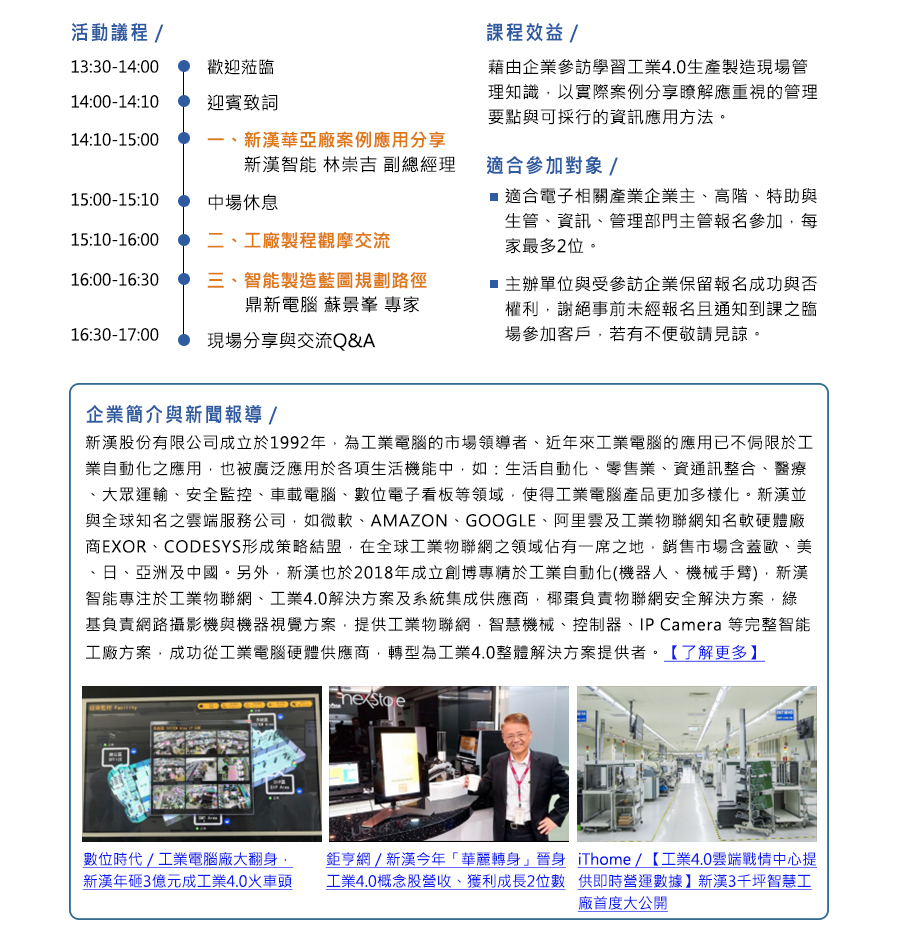 活動議程 /
13:30-14:00 歡迎蒞臨
14:00-14:10 迎賓致詞
14:10-15:00 一、新漢華亞廠案例應用分享
新漢智能 林崇吉 副總經理
15:00-15:10 中場休息
15:10-16:00 二、工廠製程觀摩交流
16:00-16:30 三、智能製造藍圖規劃路徑
鼎新電腦 蘇景峯 專家
16:30-17:00 現場分享與交流Q&A
課程效益 /
藉由企業參訪學習工業4.0生產製造現場管
理知識，以實際案例分享瞭解應重視的管理
要點與可採行的資訊應用方法。
適合參加對象 /
適合電子相關產業企業主、高階、特助與
生管、資訊、管理部門主管報名參加，每
家最多2位。
主辦單位與受參訪企業保留報名成功與否
權利，謝絕事前未經報名且通知到課之臨
場參加客戶，若有不便敬請見諒。
企業簡介與新聞報導 /
新漢股份有限公司成立於1992年，為工業電腦的市場領導者、近年來工業電腦的應用已不侷限於工
業自動化之應用，也被廣泛應用於各項生活機能中，如：生活自動化、零售業、資通訊整合、醫療
、大眾運輸、安全監控、車載電腦、數位電子看板等領域，使得工業電腦產品更加多樣化。新漢並
與全球知名之雲端服務公司，如微軟、AMAZON、GOOGLE、阿里雲及工業物聯網知名軟硬體廠
商EXOR、CODESYS形成策略結盟，在全球工業物聯網之領域佔有一席之地，銷售市場含蓋歐、美
、日、亞洲及中國。另外，新漢也於2018年成立創博專精於工業自動化(機器人、機械手臂)，新漢
智能專注於工業物聯網、工業4.0解決方案及系統集成供應商，椰棗負責物聯網安全解決方案，綠
基負責網路攝影機與機器視覺方案，提供工業物聯網，智慧機械、控制器、IP Camera 等完整智能
工廠方案，成功從工業電腦硬體供應商，轉型為工業4.0整體解決方案提供者。【了解更多】
數位時代 / 工業電腦廠大翻身，
新漢年砸3億元成工業4.0火車頭
鉅亨網 / 新漢今年「華麗轉身」晉身
工業4.0概念股營收、獲利成長2位數
iThome / 【工業4.0雲端戰情中心提
供即時營運數據】新漢3千坪智慧工
廠首度大公開